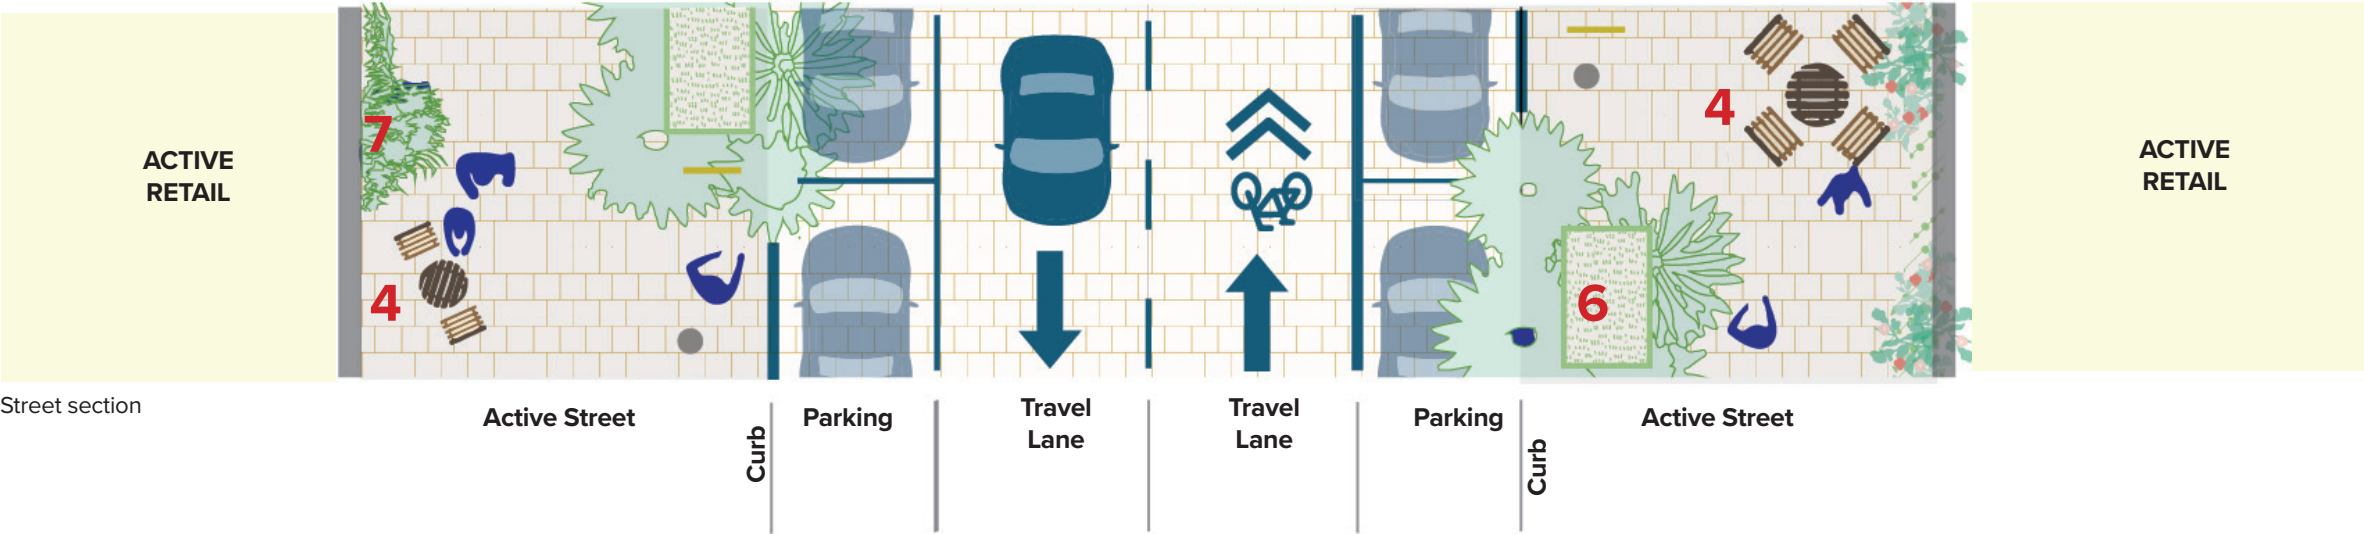 ACTIVE
RETAIL
7
4
4
6
ACTIVE
RETAIL
Street section
Active Street
Curb
Parking
Travel
Lane
Travel
Lane
Parking
Curb
Active Street